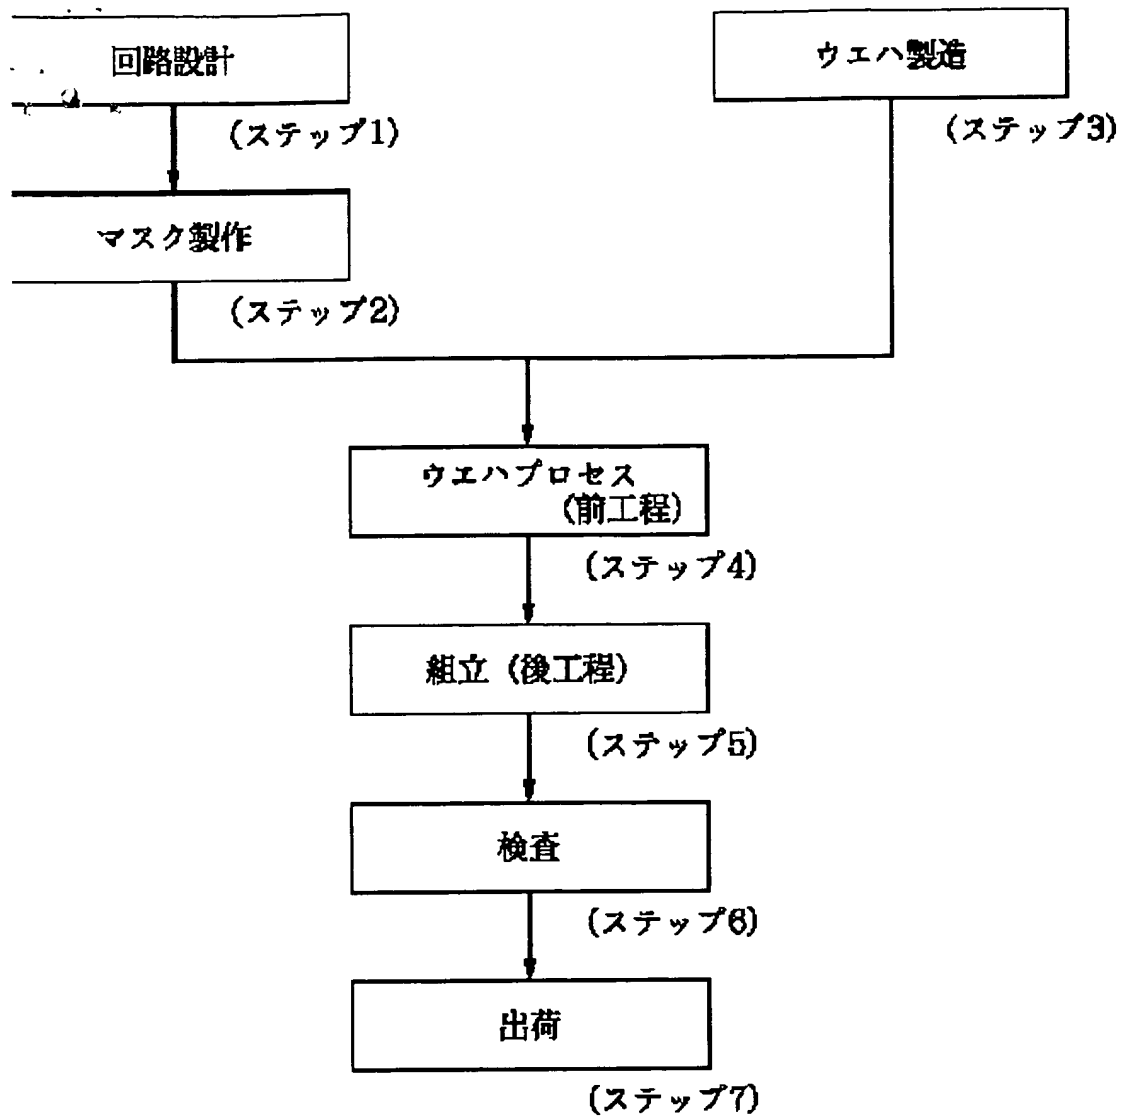 回路設計
(ステップ1)
ウエハ製造
(ステップ3)
マスク製作
(ステップ2)
ウエハプロセス
(前工程)
(ステップ4)
組立 (後工程)
(ステップ5)
検査
(ステップ6)
出荷
(ステップ7)